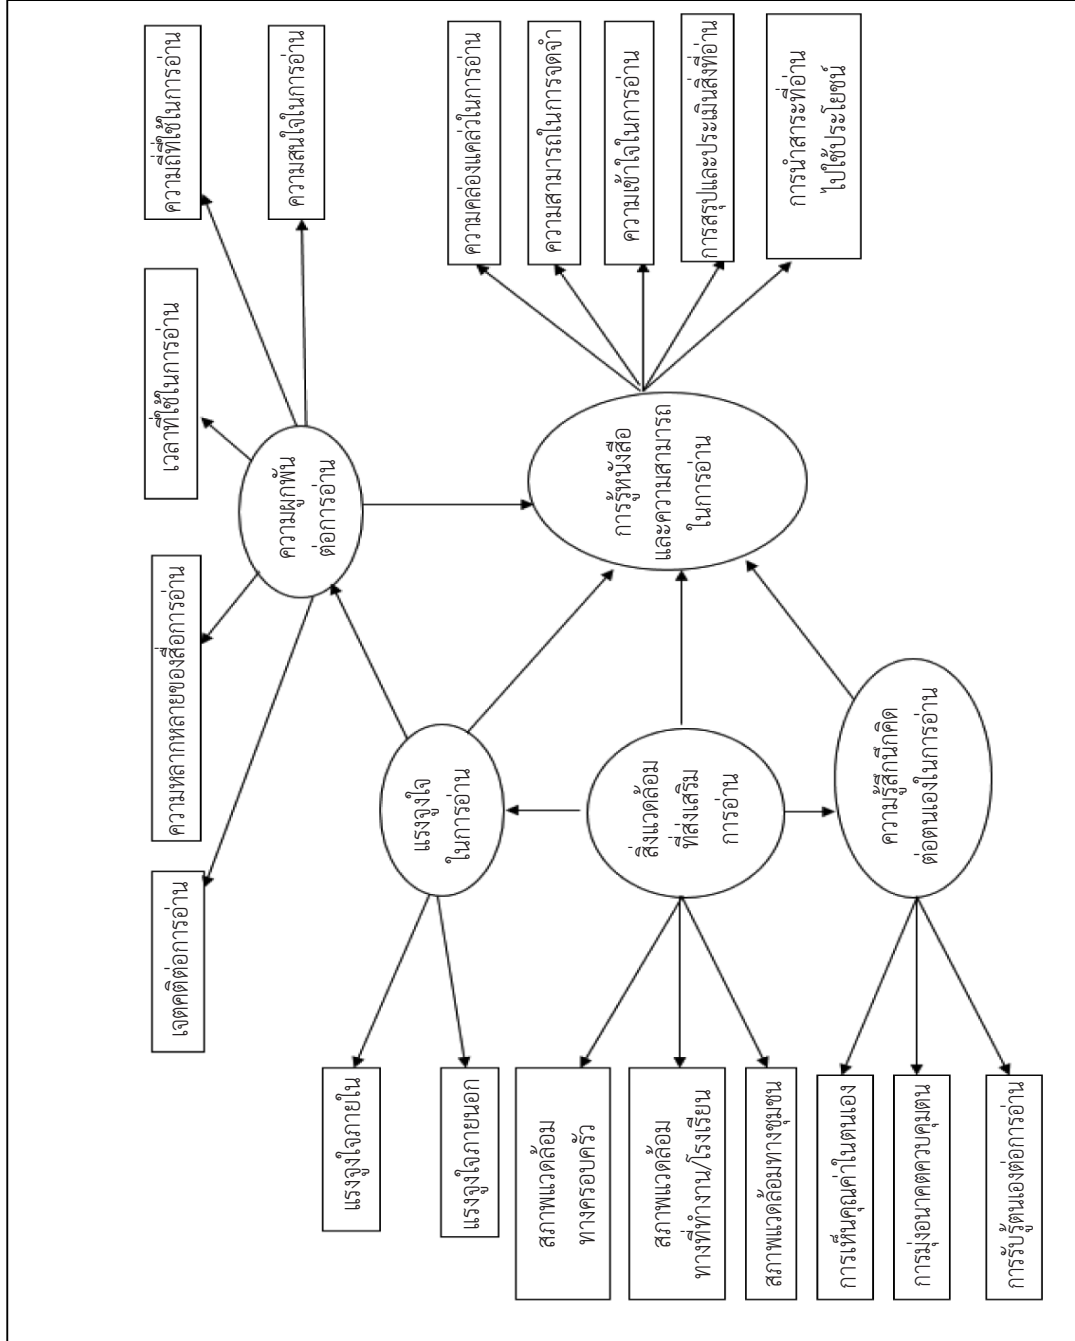 เจตคติต่อการอ่าน
ความหลากหลายของสื่อการอ่าน
เวลาที่ใช้ในการอ่าน
ความถี่ที่ใช้ในการอ่าน
ความผูกพัน
ต่อการอ่าน
ความสนใจในการอ่าน
แรงจูงใจภายใน
แรงจูงใจ
ในการอ่าน
แรงจูงใจภายนอก
ความคล่องแคล่วในการอ่าน
สภาพแวดล้อม
ทางครอบครัว
ความสามารถในการจดจำ
สิ่งแวดล้อม
ที่ส่งเสริม
การอ่าน
การรู้หนังสือ
และความสามารถ
ในการอ่าน
ความเข้าใจในการอ่าน
สภาพแวดล้อม
ทางที่ทำงาน/โรงเรียน
การสรุปและประเมินสิ่งที่อ่าน
สภาพแวดล้อมทางชุมชน
การนำสาระที่อ่าน
ไปใช้ประโยชน์
การเห็นคุณค่าในตนเอง
ความรู้สึกนึกคิด
ต่อตนเองในการอ่าน
การมุ่งอนาคตควบคุมตน
การรับรู้ตนเองต่อการอ่าน